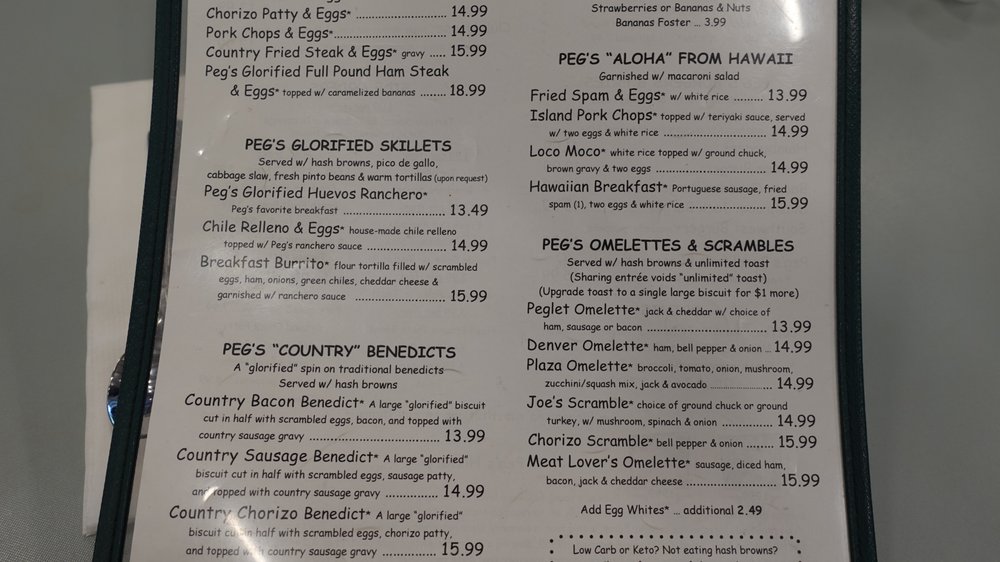 Chorizo Patty & Eggs* ................................ 14.99
Pork Chops & Eggs*................................. 14.99
Country Fried Steak & Eggs* gravy ..... 15.99
Peg's Glorified Full Pound Ham Steak
& Eggs* topped w/ caramelized bananas ........ 18.99
PEG'S GLORIFIED SKILLETS
Served w/ hash browns, pico de gallo,
cabbage slaw, fresh pinto beans & warm tortillas (upon request)
Peg's Glorified Huevos Ranchero*
Peg's favorite breakfast ................................ 13.49
Chile Relleno & Eggs* house-made chile relleno
topped w/ Peg's ranchero sauce ........................ 14.99
Breakfast Burrito* flour tortilla filled w/ scrambled
eggs, ham, onions, green chiles, cheddar cheese &
garnished w/ ranchero sauce ............................. 15.99
PEG'S "COUNTRY" BENEDICTS
A "glorified" spin on traditional benedicts
Served w/ hash browns
Country Bacon Benedict* A large "glorified" biscuit
cut in half with scrambled eggs, bacon, and topped with
country sausage gravy ........................................ 13.99
Country Sausage Benedict* A large "glorified"
biscuit cut in half with scrambled eggs, sausage patty,
and topped with country sausage gravy ................ 14.99
Country Chorizo Benedict* A large "glorified"
biscuit cut in half with scrambled eggs, chorizo patty,
and topped with country sausage gravy ................ 15.99
Strawberries or Bananas & Nuts
Bananas Foster ... 3.99
PEG'S "ALOHA" FROM HAWAII
Garnished w/ macaroni salad
Fried Spam & Eggs* w/ white rice ......... 13.99
Island Pork Chops* topped w/ teriyaki sauce, served
w/ two eggs & white rice ................................. 14.99
Loco Moco* white rice topped w/ ground chuck,
brown gravy & two eggs ................................... 14.99
Hawaiian Breakfast* Portuguese sausage, fried
spam (1), two eggs & white rice ......................... 15.99
PEG'S OMELETTES & SCRAMBLES
Served w/ hash browns & unlimited toast
(Sharing entrée voids "unlimited" toast)
(Upgrade toast to a single large biscuit for $1 more)
Peglet Omelette* jack & cheddar w/ choice of
ham, sausage or bacon ..................................... 13.99
Denver Omelette* ham, bell pepper & onion ... 14.99
Plaza Omelette* broccoli, tomato, onion, mushroom,
zucchini/squash mix, jack & avocado ....................... 14.99
Joe's Scramble* choice of ground chuck or ground
turkey, w/ mushroom, spinach & onion ................ 14.99
Chorizo Scramble* bell pepper & onion ........ 15.99
Meat Lover's Omelette* sausage, diced ham,
bacon, jack & cheddar cheese ............................ 15.99
Add Egg Whites* ... additional 2.49
Low Carb or Keto? Not eating hash browns?